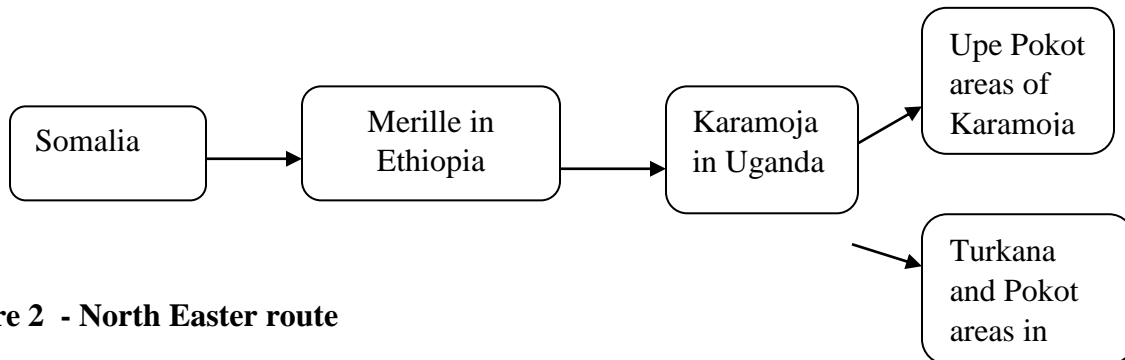 Somalia
Merille in
Ethiopia
Karamoja
in Uganda
Upe Pokot
areas of
Karamoja
Turkana
and Pokot
areas in
re 2 - North Easter route